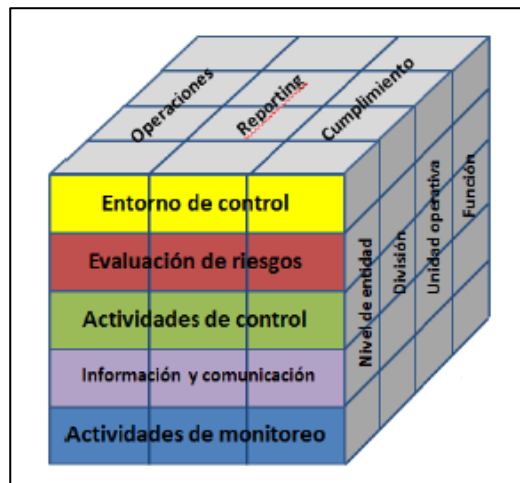 Operaciones
Reporting
Cumplimiento
Entorno de control
Evaluación de riesgos
Actividades de control
Información y comunicación
Actividades de monitoreo
Nivel de entidad
División
Unidad operativa
Función